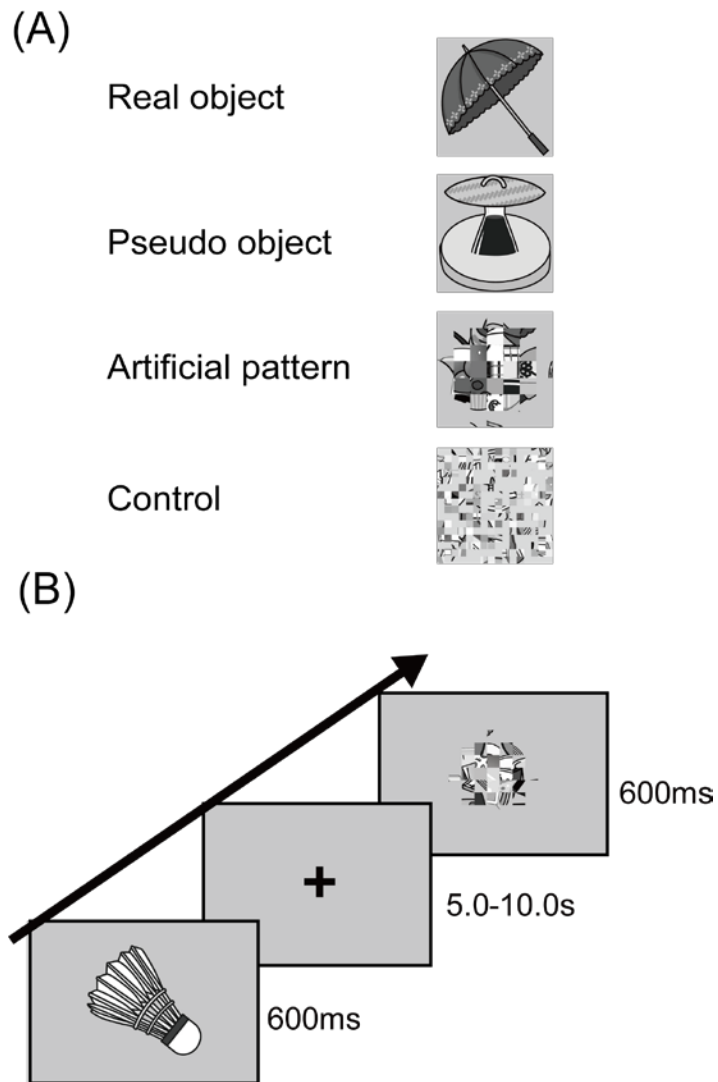 (A)
Real object
Pseudo object
Artificial pattern
Control
(B)
600ms
5.0-10.0s
600ms